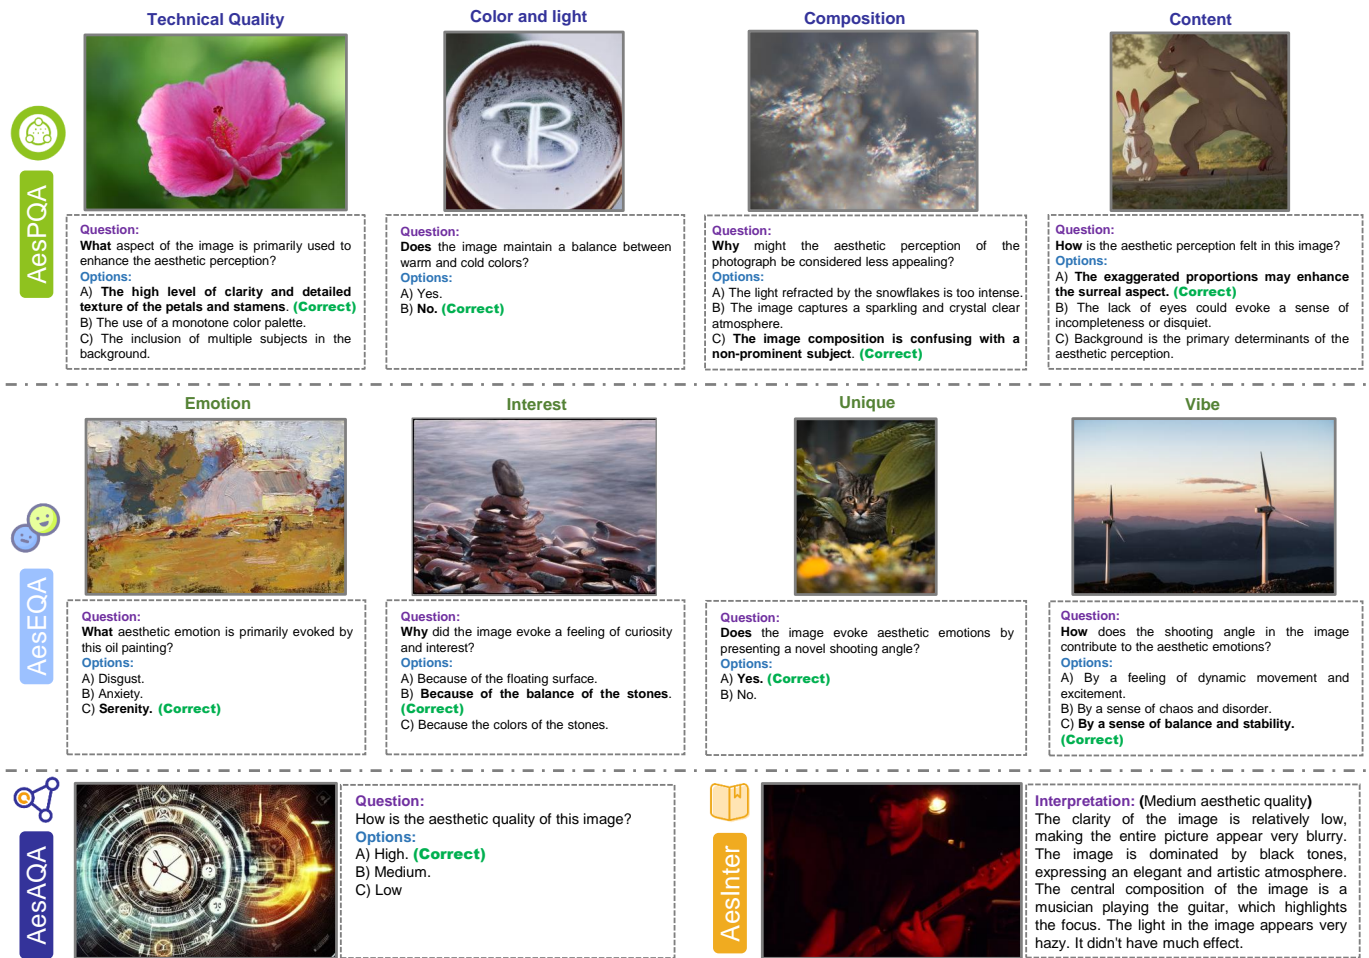 Technical Quality
Color and light
Composition
Content
AesPQA
B
Question:
What aspect of the image is primarily used to
enhance the aesthetic perception?
Options:
A) The high level of clarity and detailed
texture of the petals and stamens. (Correct)
B) The use of a monotone color palette.
C) The inclusion of multiple subjects in the
background.
Question:
Does the image maintain a balance between
warm and cold colors?
Options:
A) Yes.
B) No. (Correct)
Question:
Why might the aesthetic perception of the
photograph be considered less appealing?
Options:
A) The light refracted by the snowflakes is too intense.
B) The image captures a sparkling and crystal clear
atmosphere.
C) The image composition is confusing with a
non-prominent subject. (Correct)
Question:
How is the aesthetic perception felt in this image?
Options:
A) The exaggerated proportions may enhance
the surreal aspect. (Correct)
B) The lack of eyes could evoke a sense of
incompleteness or disquiet.
C) Background is the primary determinants of the
aesthetic perception.
Emotion
Interest
Unique
Vibe
AesEQA
Question:
What aesthetic emotion is primarily evoked by
this oil painting?
Options:
A) Disgust.
B) Anxiety.
C) Serenity. (Correct)
Question:
Why did the image evoke a feeling of curiosity
and interest?
Options:
A) Because of the floating surface.
B) Because of the balance of the stones.
(Correct)
C) Because the colors of the stones.
Question:
Does the image evoke aesthetic emotions by
presenting a novel shooting angle?
Options:
A) Yes. (Correct)
B) No.
Question:
How does the shooting angle in the image
contribute to the aesthetic emotions?
Options:
A) By a feeling of dynamic movement and
excitement.
B) By a sense of chaos and disorder.
C) By a sense of balance and stability.
(Correct)
AesAQA
Question:
How is the aesthetic quality of this image?
Options:
A) High. (Correct)
B) Medium.
C) Low
AesInter
Interpretation: (Medium aesthetic quality)
The clarity of the image is relatively low,
making the entire picture appear very blurry.
The image is dominated by black tones,
expressing an elegant and artistic atmosphere.
The central composition of the image is a
musician playing the guitar, which highlights
the focus. The light in the image appears very
hazy. It didn't have much effect.